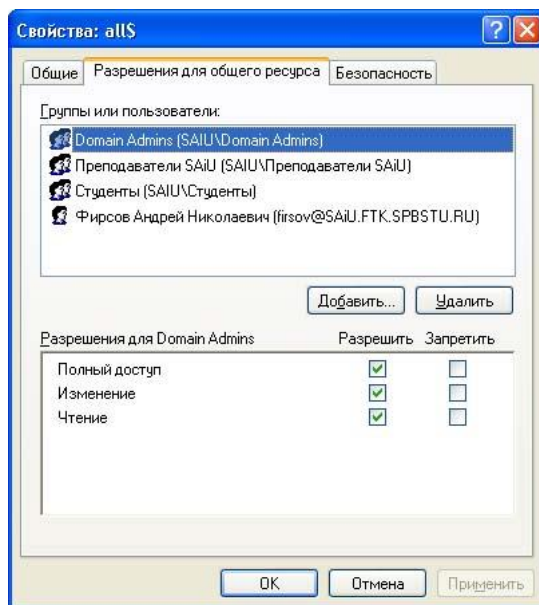 Свойства: all$
Общие Разрешения для общего ресурса Безопасность
Группы или пользователи:
Domain Admins (SAIU\Domain Admins)
Преподаватели SAiU (SAIU\Преподаватели SAiU)
Студенты (SAIU\Студенты)
Фирсов Андрей Николаевич (firsov@SAiU.FTK.SPBSTU.RU)
Добавить... Удалить
Разрешения для Domain Admins Разрешить Запретить
Полный доступ
Изменение
Чтение
OK Отмена Применить